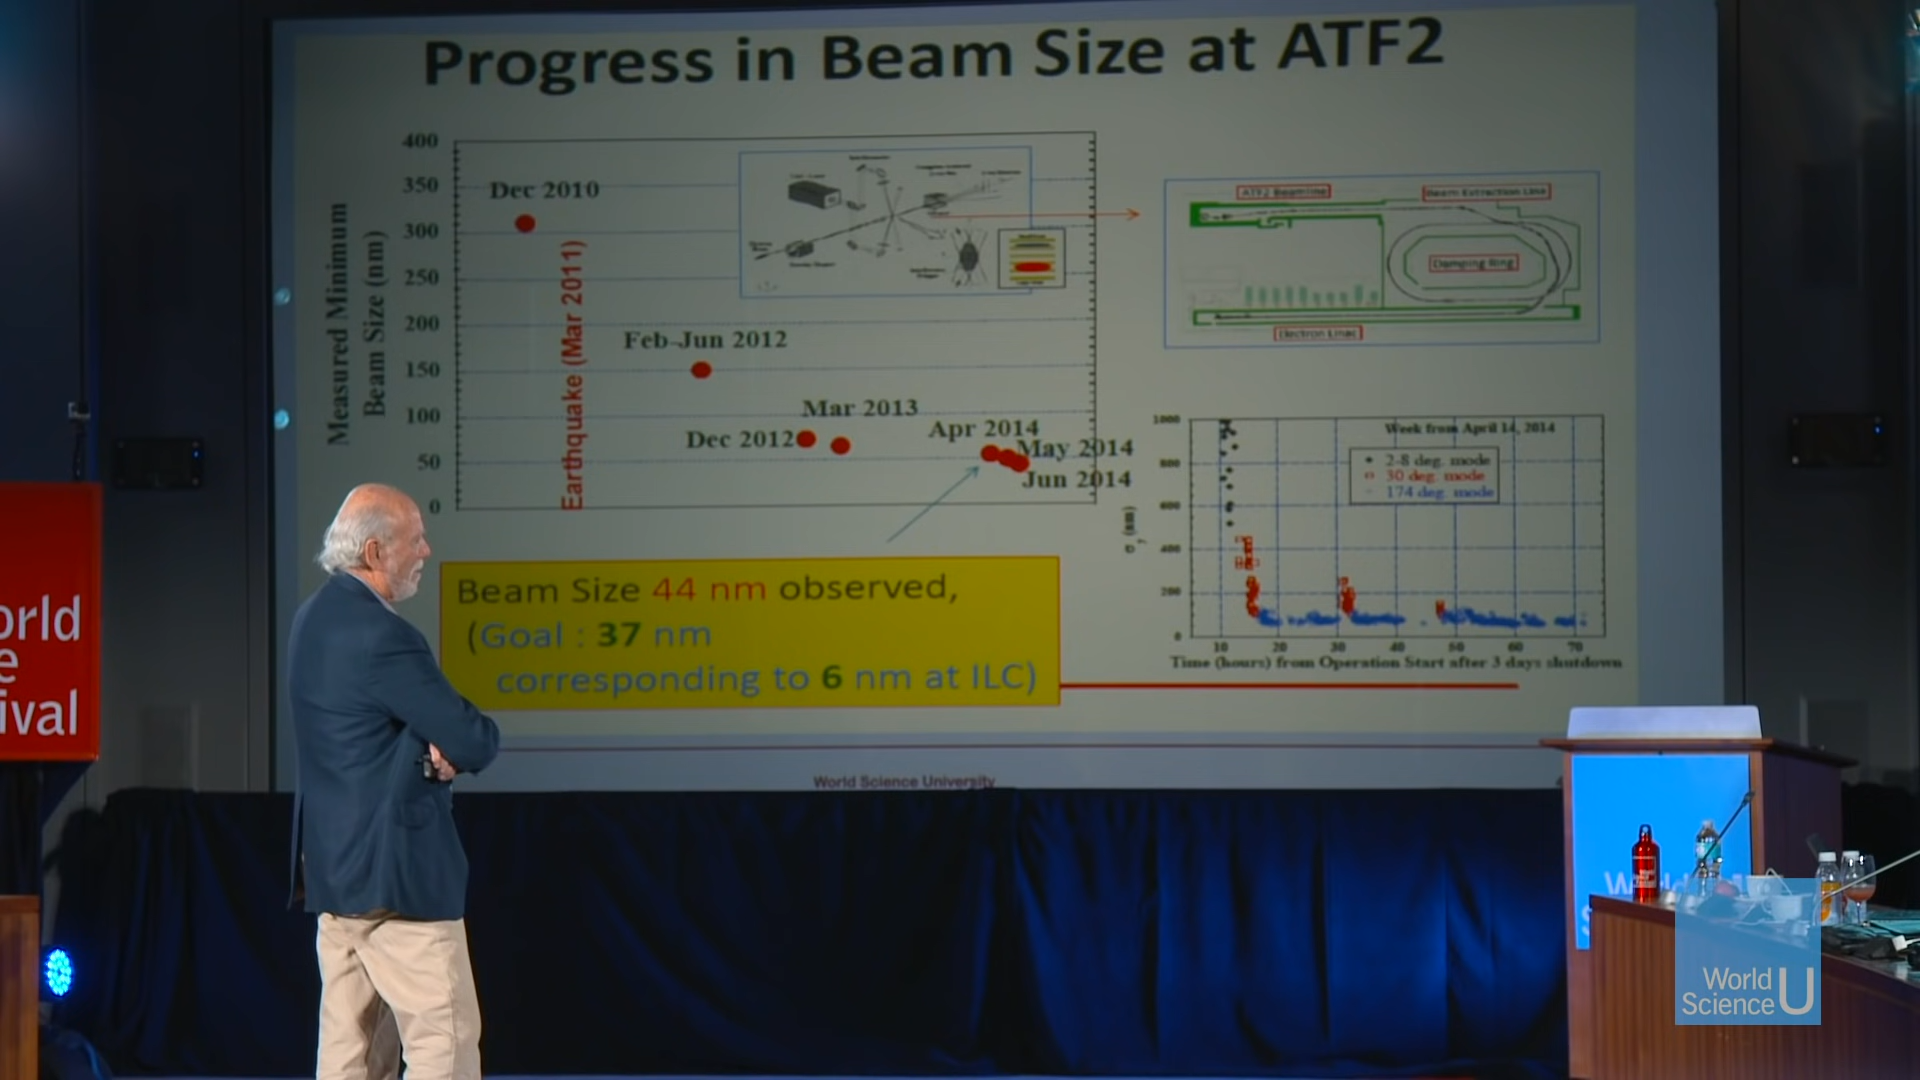 Progress in Beam Size at ATF2
Measured Minimum
Beam Size (nm)
400
350
300
250
200
150
100
50
0
Dec 2010
Earthquake (Mar 2011)
Feb-Jun 2012
Dec 2012
Mar 2013
Apr 2014
May 2014
Jun 2014
ATF2 Beamline
Beam Extraction Line
Damping Ring
Electron Linac
Week from April 14, 2014
2-8 deg. mode
30 deg. mode
174 deg. mode
1000
800
600
400
200
0
10 20 30 40 50 60 70
Time (hours) from Operation Start after 3 days shutdown
Beam Size 44 nm observed,
(Goal : 37 nm
corresponding to 6 nm at ILC)
World Science University
orld
e
ival
World
Science U